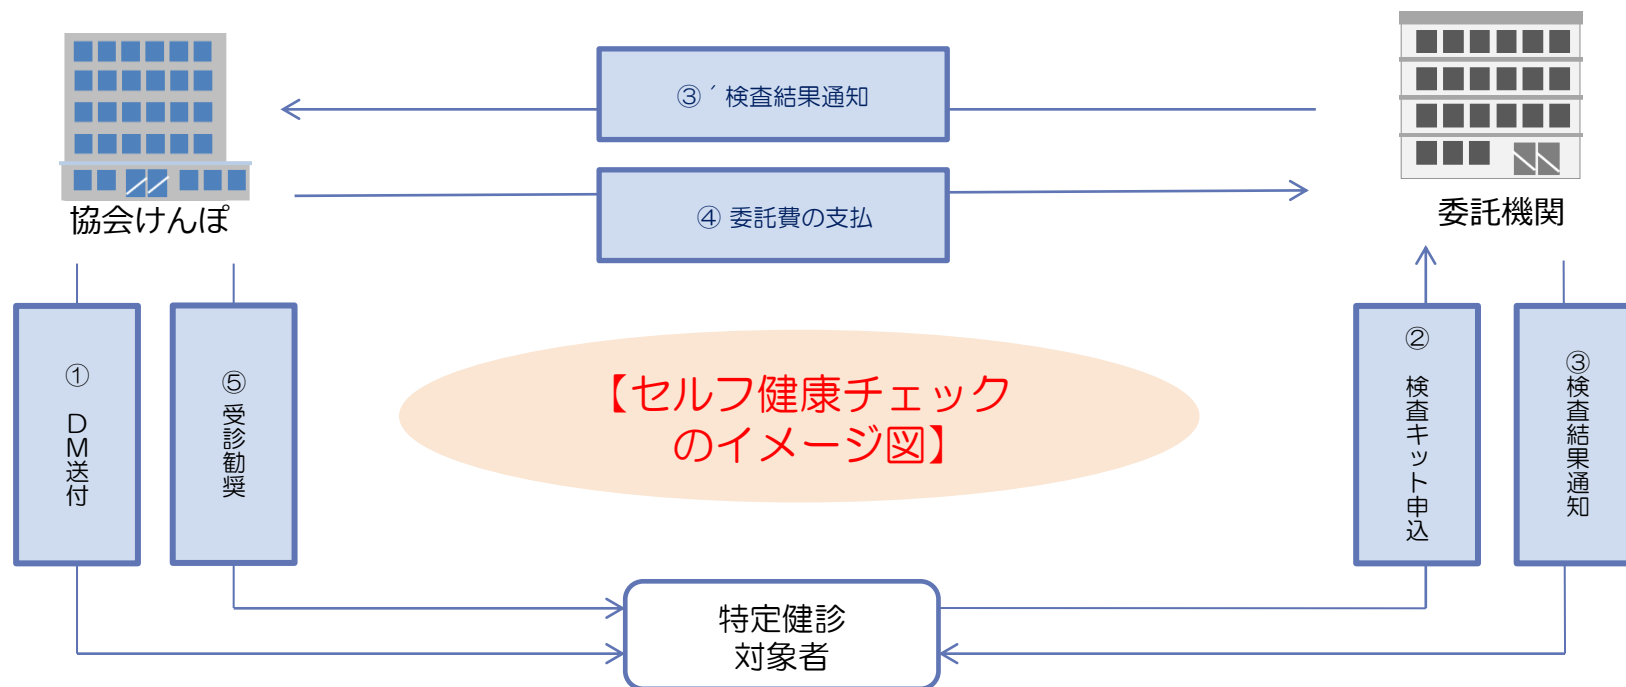 ③´検査結果通知
④ 委託費の支払
協会けんぽ
委託機関
① DM送付
⑤ 受診勧奨
【セルフ健康チェック
のイメージ図】
② 検査キット申込
③検査結果通知
特定健診
対象者